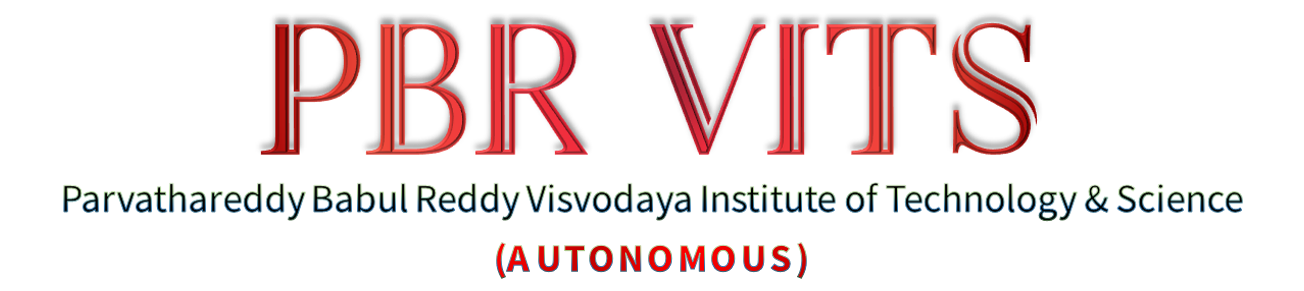 PBR VITS
Parvathareddy Babul Reddy Visvodaya Institute of Technology & Science
(AUTONOMOUS)